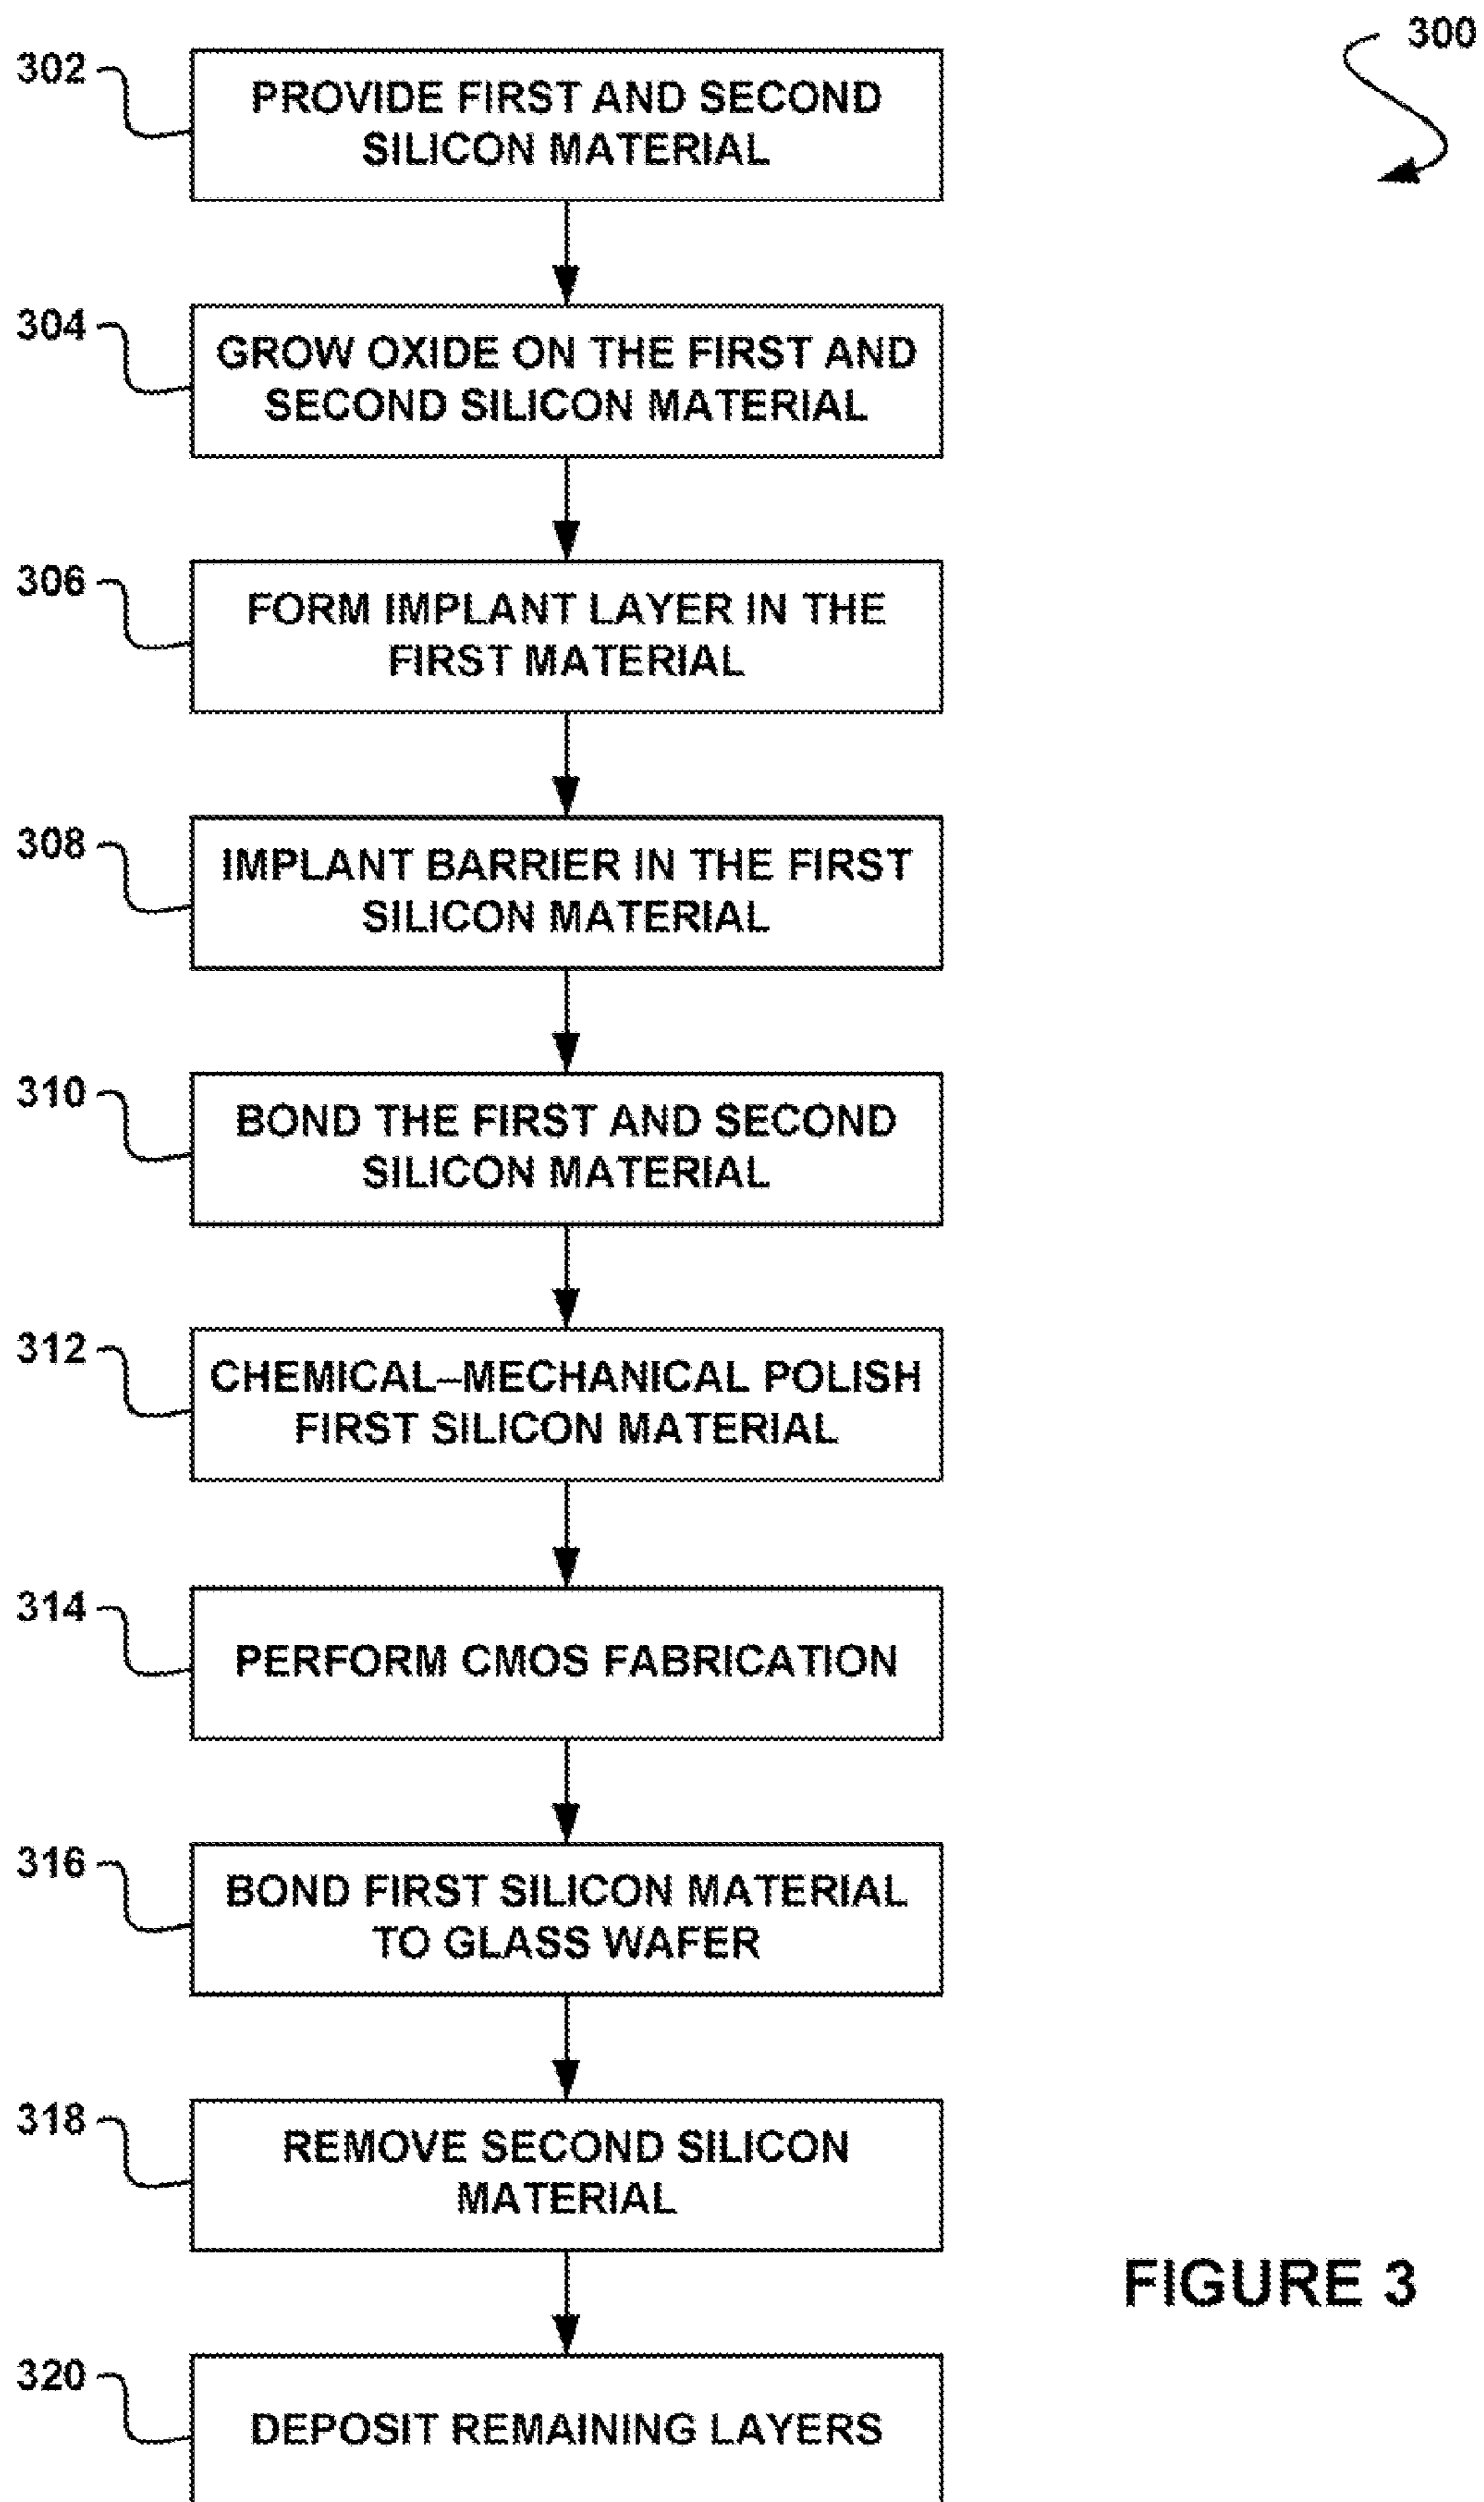 300
302
PROVIDE FIRST AND SECOND
SILICON MATERIAL
304
GROW OXIDE ON THE FIRST AND
SECOND SILICON MATERIAL
306
FORM IMPLANT LAYER IN THE
FIRST MATERIAL
308
IMPLANT BARRIER IN THE FIRST
SILICON MATERIAL
310
BOND THE FIRST AND SECOND
SILICON MATERIAL
312
CHEMICAL–MECHANICAL POLISH
FIRST SILICON MATERIAL
314
PERFORM CMOS FABRICATION
316
BOND FIRST SILICON MATERIAL
TO GLASS WAFER
318
REMOVE SECOND SILICON
MATERIAL
320
DEPOSIT REMAINING LAYERS
FIGURE 3